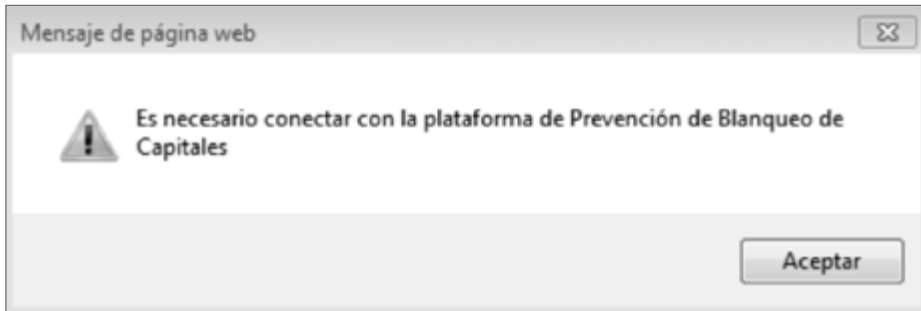 Mensaje de página web
Es necesario conectar con la plataforma de Prevención de Blanqueo de
Capitales
Aceptar